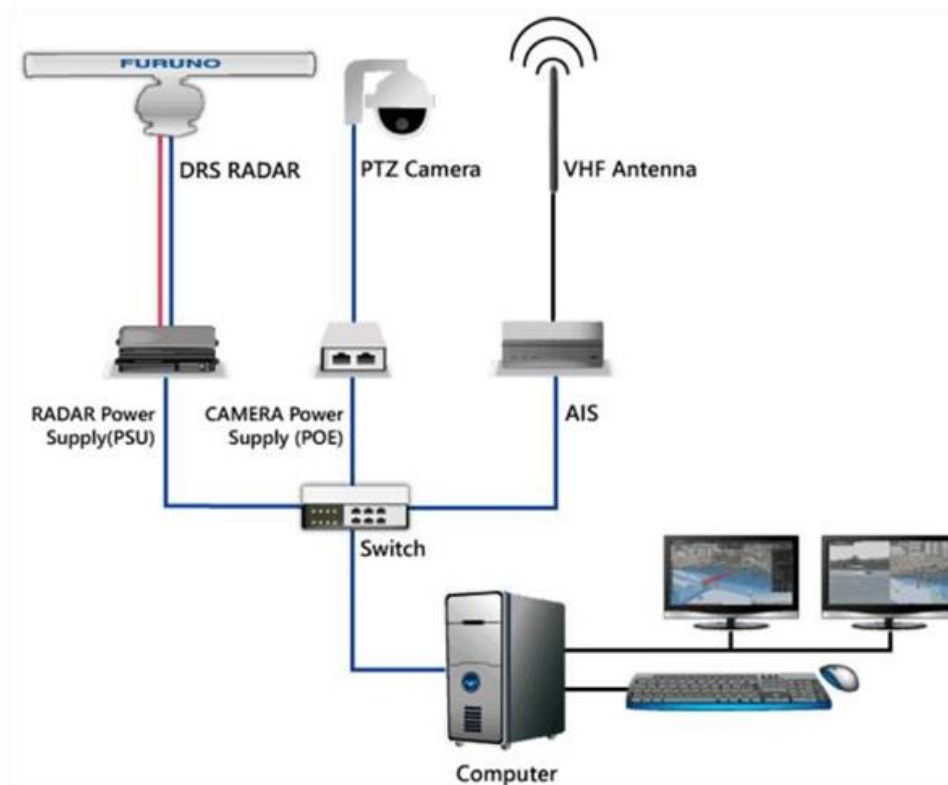 FURUNO
DRS RADAR
PTZ Camera
VHF Antenna
RADAR Power
Supply(PSU)
CAMERA Power
Supply (POE)
AIS
Switch
Computer